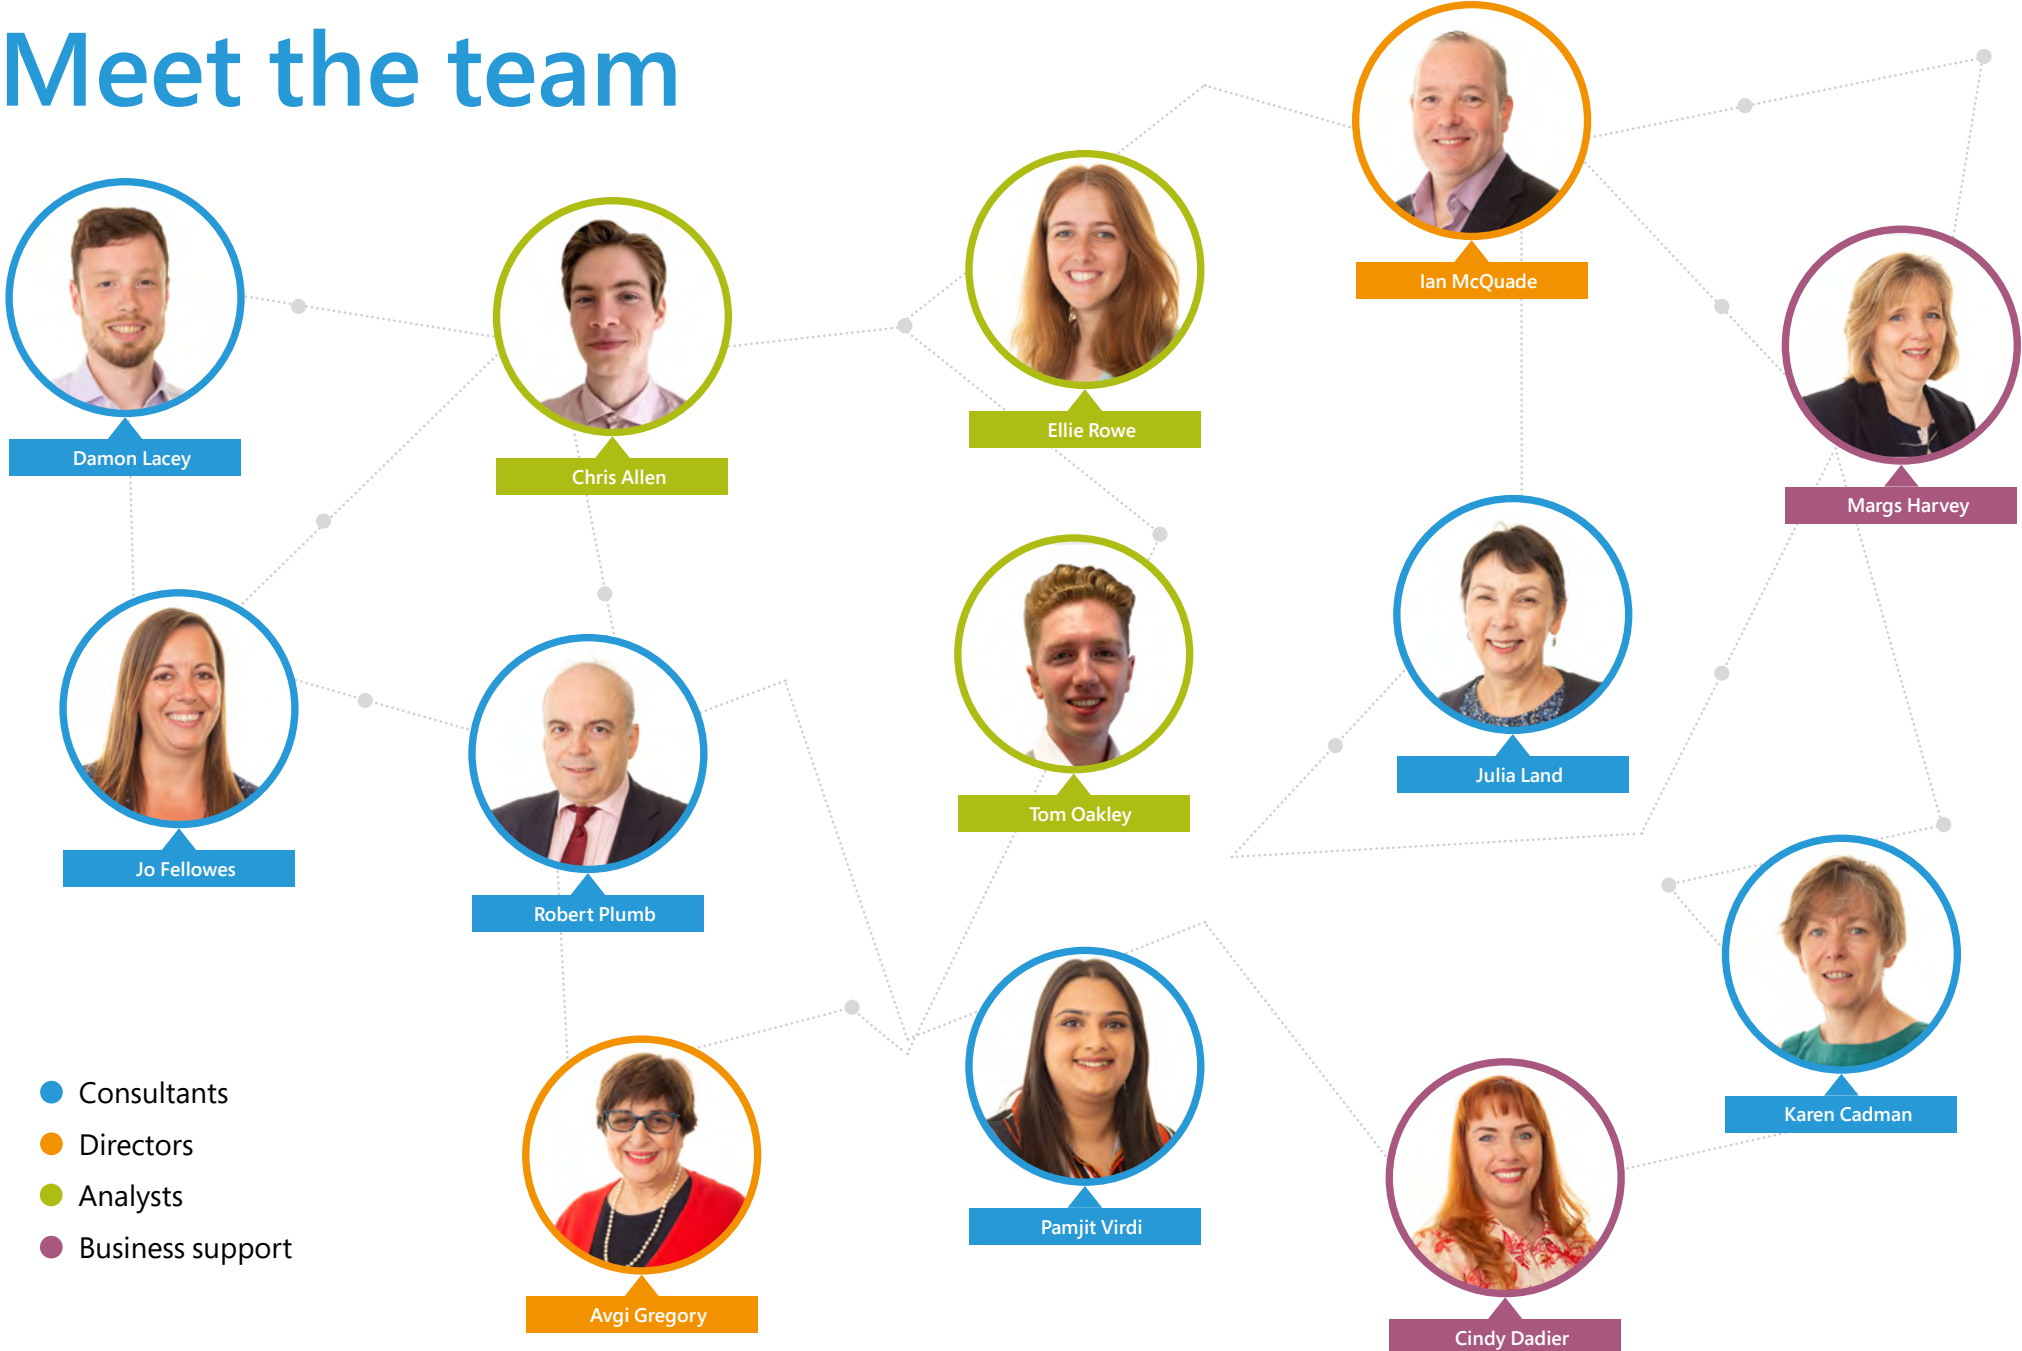 Meet the team
Damon Lacey
Chris Allen
Ellie Rowe
Ian McQuade
Margs Harvey
Jo Fellowes
Robert Plumb
Tom Oakley
Julia Land
Karen Cadman
Avgi Gregory
Pamjit Virdi
Cindy Dadier
Consultants
Directors
Analysts
Business support